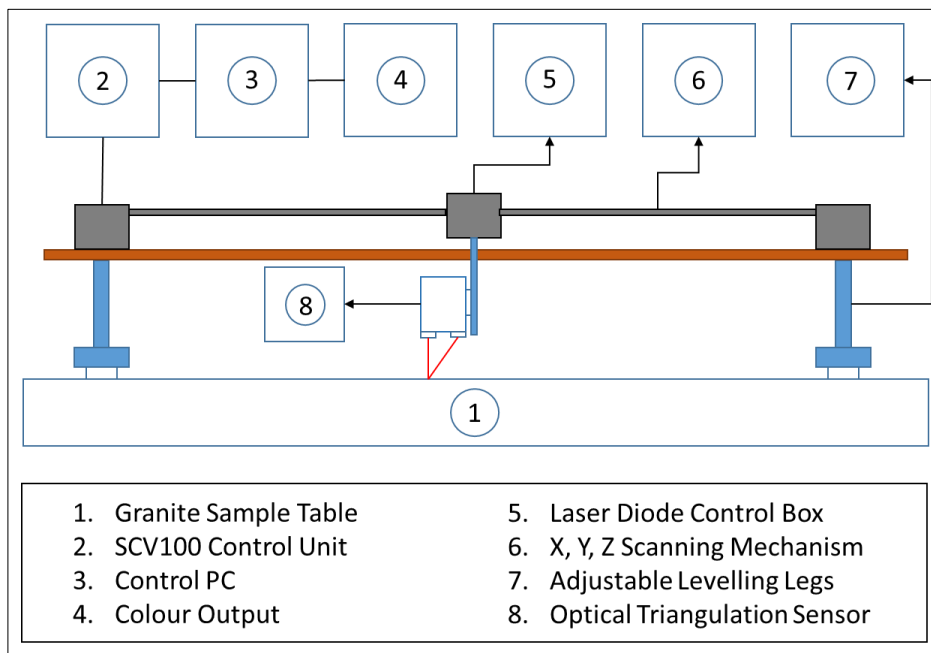 2 3 4 5 6 7
8
1
1. Granite Sample Table
2. SCV100 Control Unit
3. Control PC
4. Colour Output
5. Laser Diode Control Box
6. X, Y, Z Scanning Mechanism
7. Adjustable Levelling Legs
8. Optical Triangulation Sensor